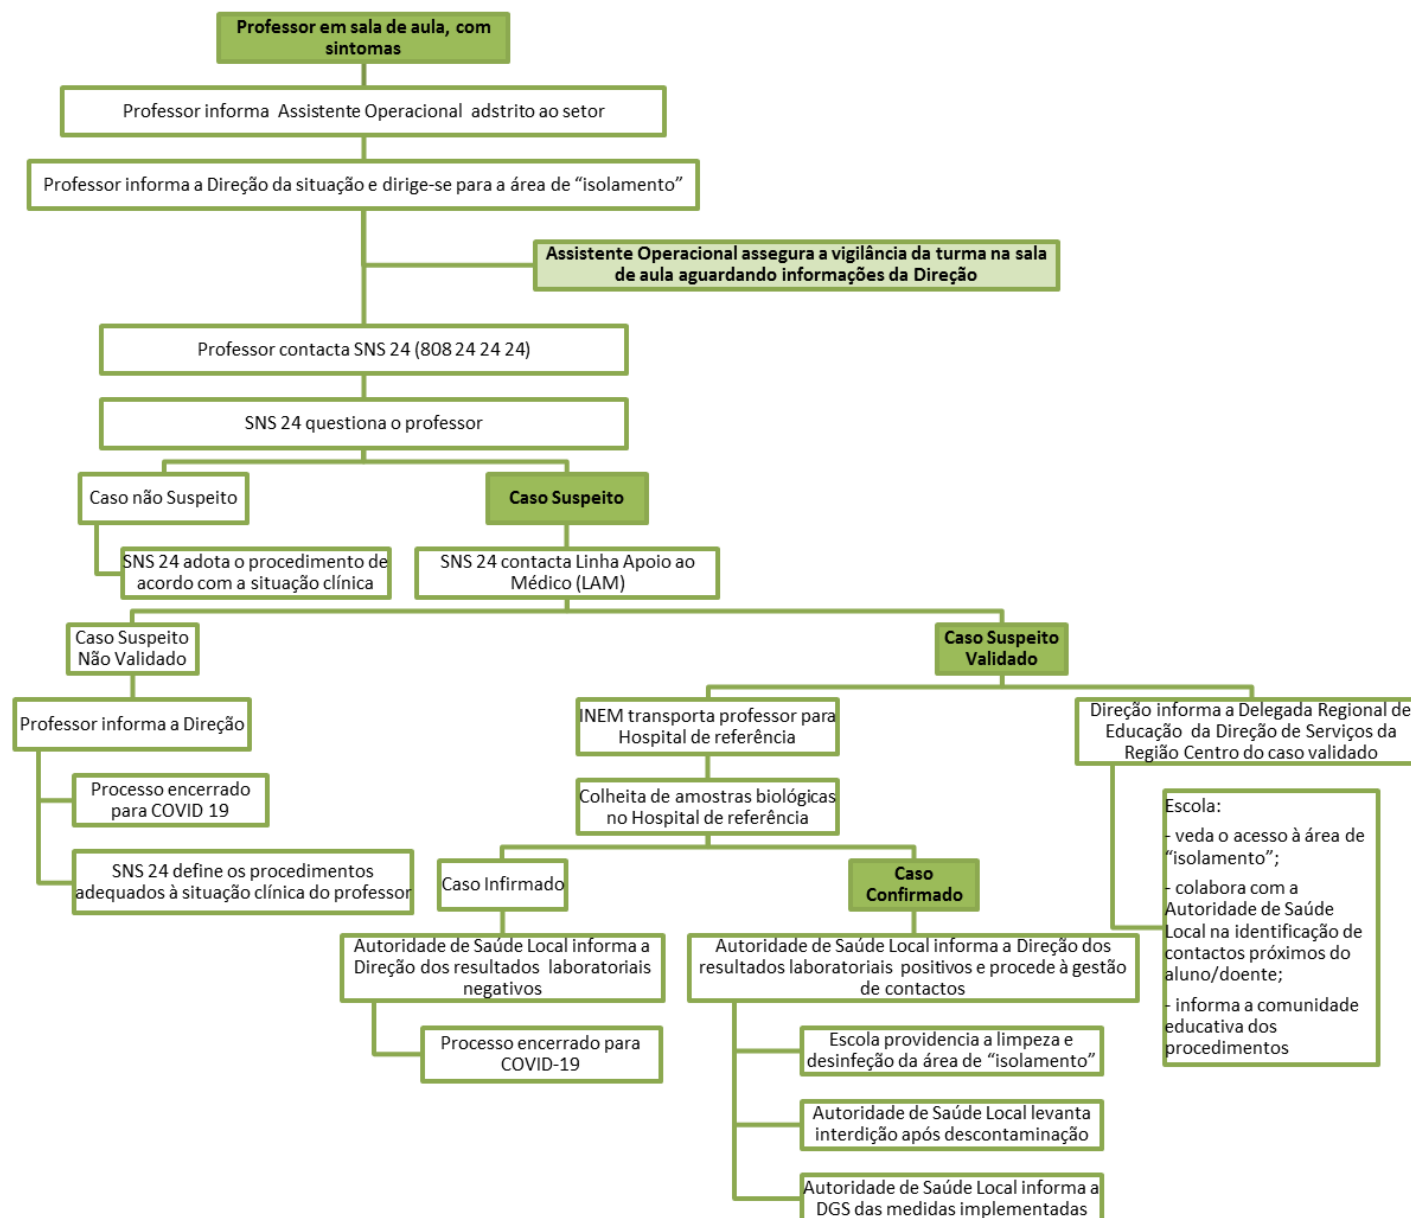 Professor em sala de aula, com
sintomas
Professor informa Assistente Operacional adstrito ao setor
Professor informa a Direção da situação e dirige-se para a área de “isolamento”
Assistente Operacional assegura a vigilância da turma na sala
de aula aguardando informações da Direção
Professor contacta SNS 24 (808 24 24 24)
SNS 24 questiona o professor
Caso não Suspeito
Caso Suspeito
SNS 24 adota o procedimento de
acordo com a situação clínica
SNS 24 contacta Linha Apoio ao
Médico (LAM)
Caso Suspeito
Não Validado
Caso Suspeito
Validado
Professor informa a Direção
Processo encerrado
para COVID 19
SNS 24 define os procedimentos
adequados à situação clínica do professor
INEM transporta professor para
Hospital de referência
Direção informa a Delegada Regional de
Educação da Direção de Serviços da
Região Centro do caso validado
Colheita de amostras biológicas
no Hospital de referência
Escola:
- veda o acesso à área de
“isolamento”;
- colabora com a
Autoridade de Saúde
Local na identificação de
contactos próximos do
aluno/doente;
- informa a comunidade
educativa dos
procedimentos
Caso Infirmado
Caso
Confirmado
Autoridade de Saúde Local informa a
Direção dos resultados laboratoriais
negativos
Processo encerrado para
COVID-19
Autoridade de Saúde Local informa a Direção dos
resultados laboratoriais positivos e procede à gestão
de contactos
Escola providencia a limpeza e
desinfeção da área de “isolamento”
Autoridade de Saúde Local levanta
interdição após descontaminação
Autoridade de Saúde Local informa a
DGS das medidas implementadas